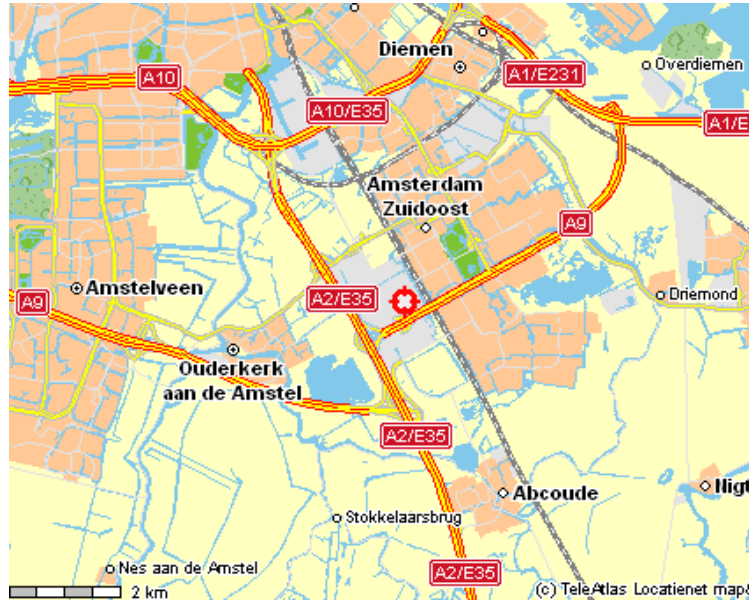 Diemen
Overdiemen
A10
A1/E231
A10/E35
A1/E
Amsterdam
Zuidoost
A9
Amstelveen
A9
A2/E35
Driemond
Ouderkerk
aan de Amstel
A2/E35
Abcoude
Nigt
Stokkelaarsbrug
Nes aan de Amstel
A2/E35
2 km
(c) TeleAtlas Locatienet maps